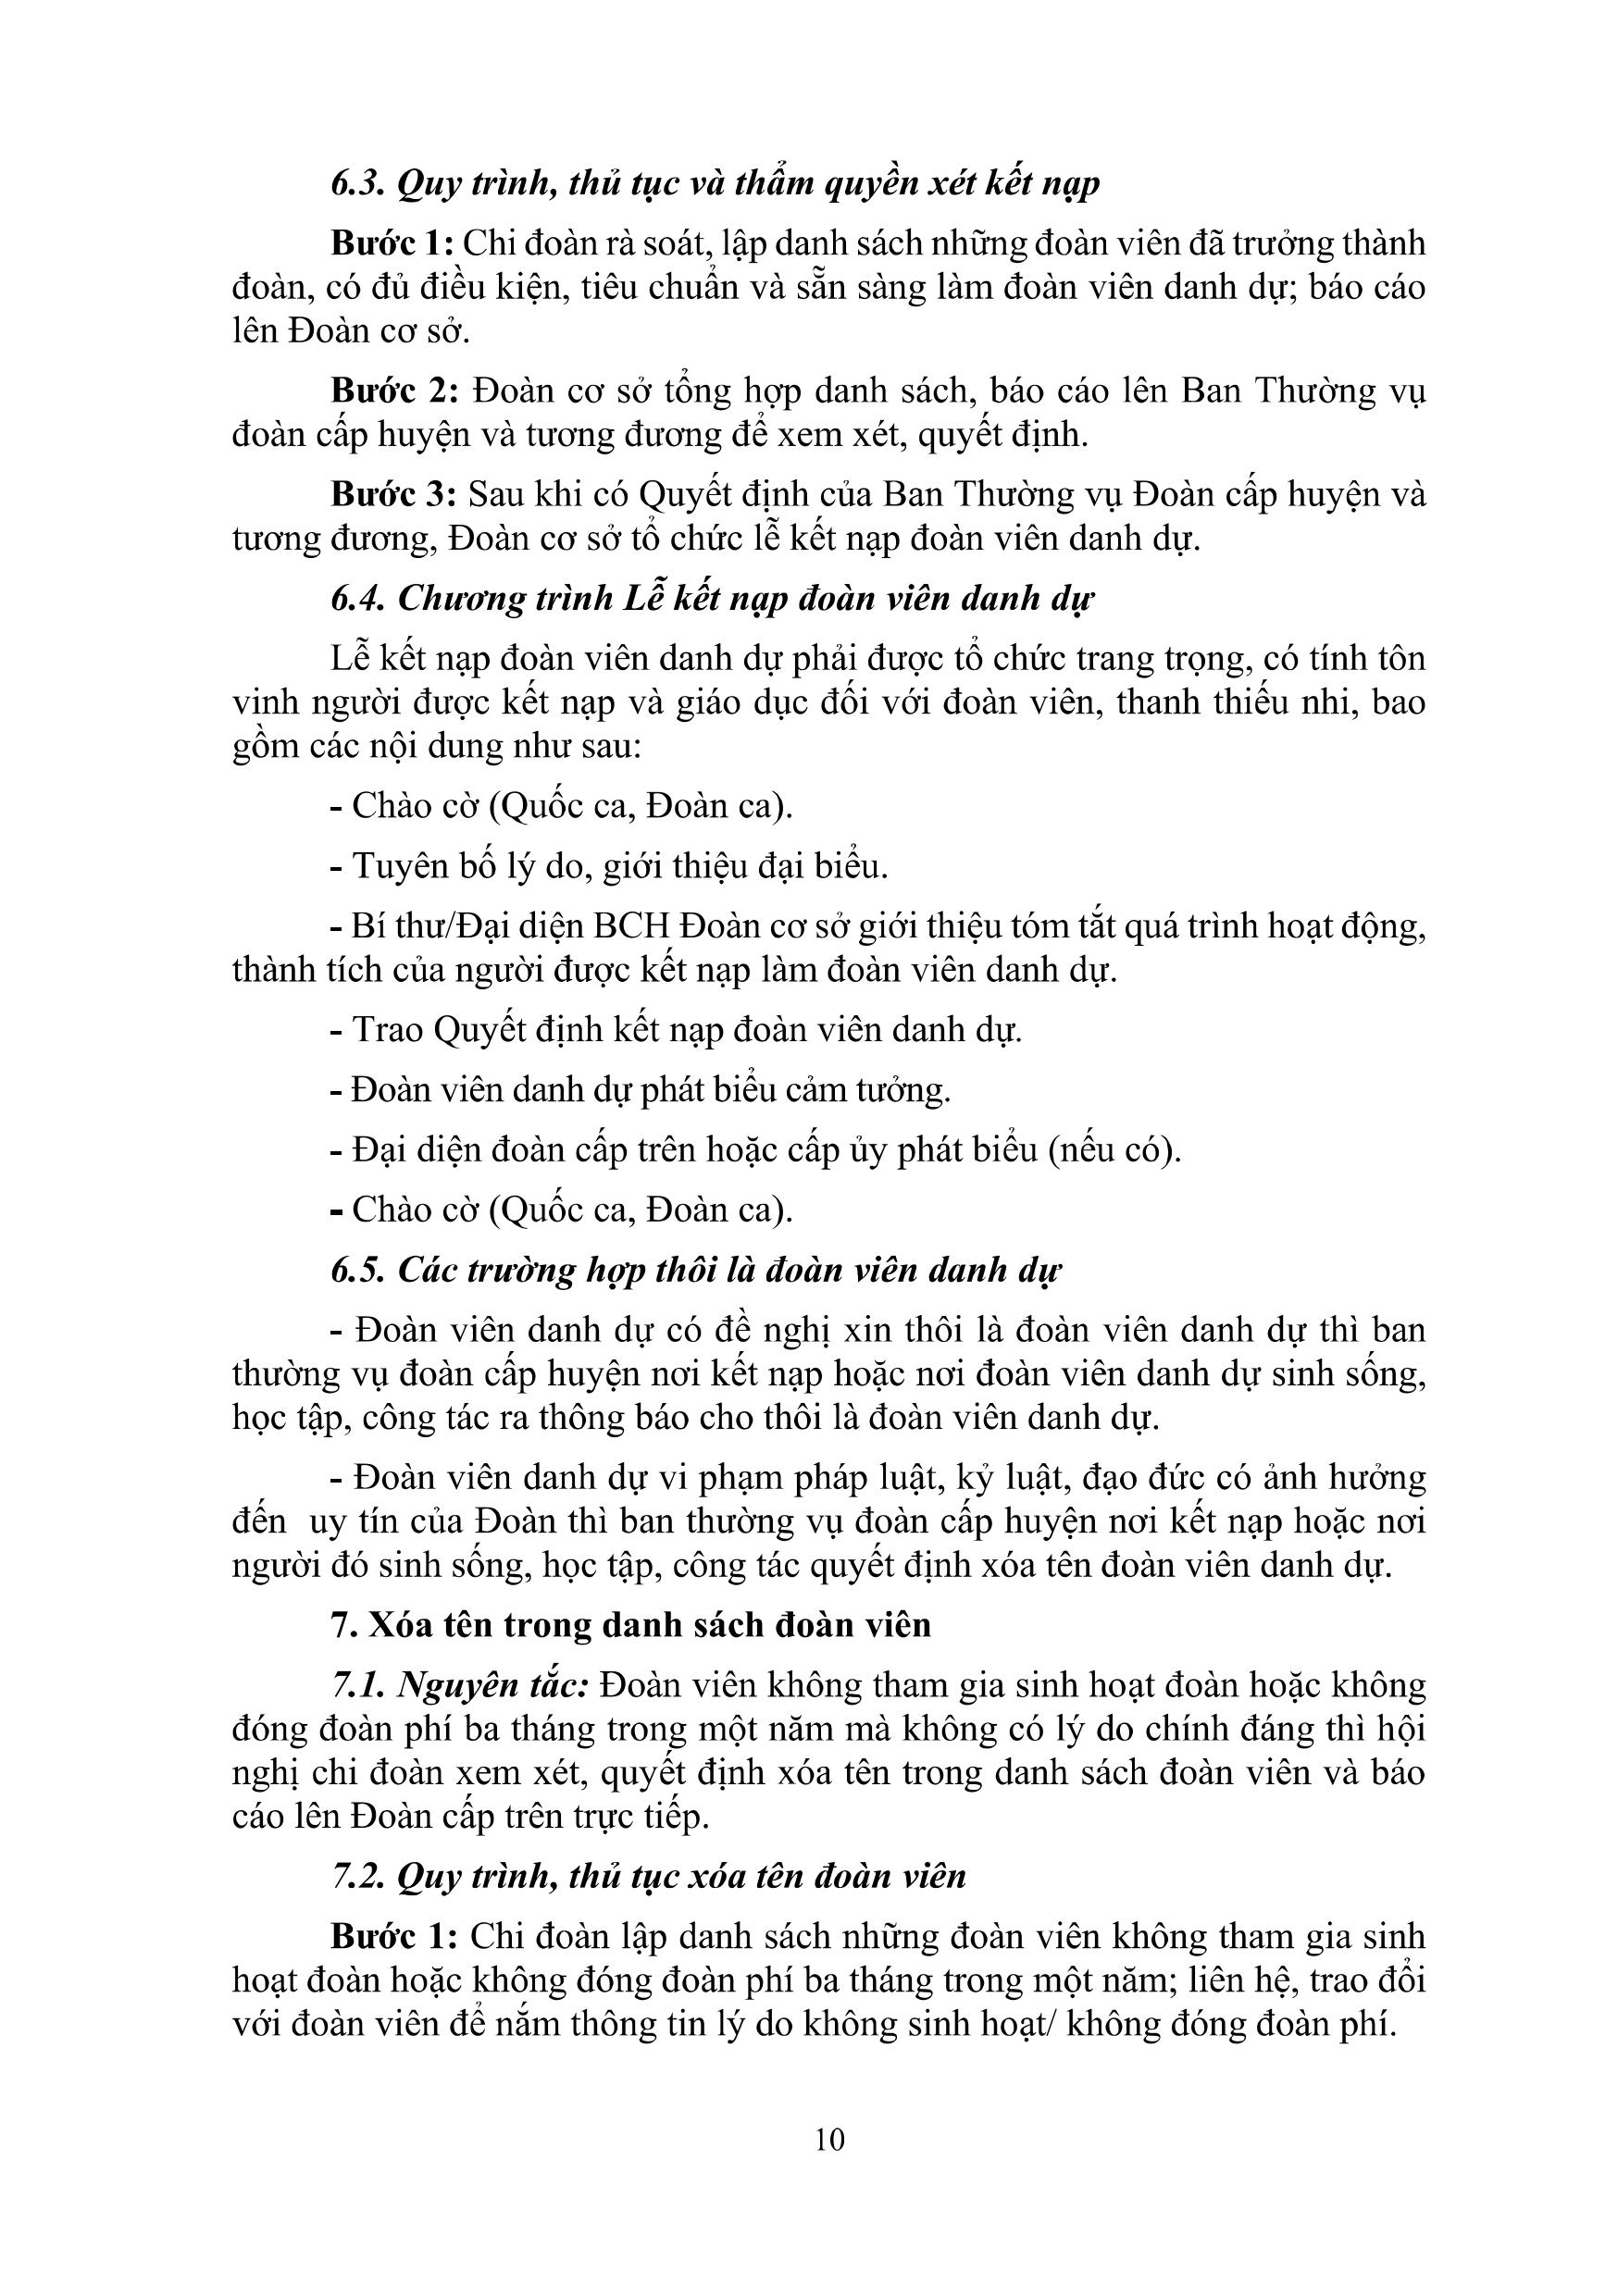 6.3. Quy trình, thủ tục và thẩm quyền xét kết nạp
Bước 1: Chi đoàn rà soát, lập danh sách những đoàn viên đã trưởng thành
đoàn, có đủ điều kiện, tiêu chuẩn và sẵn sàng làm đoàn viên danh dự; báo cáo
lên Đoàn cơ sở.
Bước 2: Đoàn cơ sở tổng hợp danh sách, báo cáo lên Ban Thường vụ
đoàn cấp huyện và tương đương để xem xét, quyết định.
Bước 3: Sau khi có Quyết định của Ban Thường vụ Đoàn cấp huyện và
tương đương, Đoàn cơ sở tổ chức lễ kết nạp đoàn viên danh dự.
6.4. Chương trình Lễ kết nạp đoàn viên danh dự
Lễ kết nạp đoàn viên danh dự phải được tổ chức trang trọng, có tính tôn
vinh người được kết nạp và giáo dục đối với đoàn viên, thanh thiếu nhi, bao
gồm các nội dung như sau:
- Chào cờ (Quốc ca, Đoàn ca).
- Tuyên bố lý do, giới thiệu đại biểu.
- Bí thư/Đại diện BCH Đoàn cơ sở giới thiệu tóm tắt quá trình hoạt động,
thành tích của người được kết nạp làm đoàn viên danh dự.
- Trao Quyết định kết nạp đoàn viên danh dự.
- Đoàn viên danh dự phát biểu cảm tưởng.
- Đại diện đoàn cấp trên hoặc cấp ủy phát biểu (nếu có).
- Chào cờ (Quốc ca, Đoàn ca).
6.5. Các trường hợp thôi là đoàn viên danh dự
- Đoàn viên danh dự có đề nghị xin thôi là đoàn viên danh dự thì ban
thường vụ đoàn cấp huyện nơi kết nạp hoặc nơi đoàn viên danh dự sinh sống,
học tập, công tác ra thông báo cho thôi là đoàn viên danh dự.
- Đoàn viên danh dự vi phạm pháp luật, kỷ luật, đạo đức có ảnh hưởng
đến  uy tín của Đoàn thì ban thường vụ đoàn cấp huyện nơi kết nạp hoặc nơi
người đó sinh sống, học tập, công tác quyết định xóa tên đoàn viên danh dự.
7. Xóa tên trong danh sách đoàn viên
7.1. Nguyên tắc: Đoàn viên không tham gia sinh hoạt đoàn hoặc không
đóng đoàn phí ba tháng trong một năm mà không có lý do chính đáng thì hội
nghị chi đoàn xem xét, quyết định xóa tên trong danh sách đoàn viên và báo
cáo lên Đoàn cấp trên trực tiếp.
7.2. Quy trình, thủ tục xóa tên đoàn viên
Bước 1: Chi đoàn lập danh sách những đoàn viên không tham gia sinh
hoạt đoàn hoặc không đóng đoàn phí ba tháng trong một năm; liên hệ, trao đổi
với đoàn viên để nắm thông tin lý do không sinh hoạt/ không đóng đoàn phí.
10